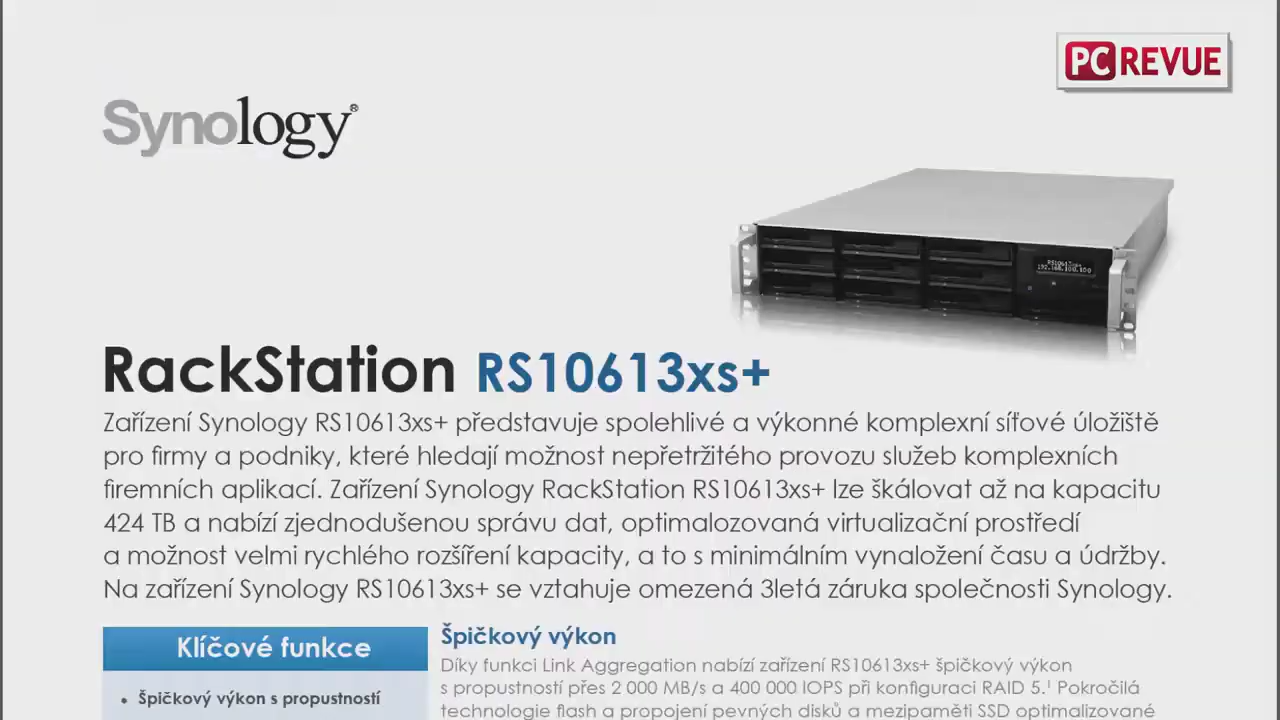 PC REVUE
Synology®
RS10613xs+
192.168.100.100
RackStation RS10613xs+
Zařízení Synology RS10613xs+ představuje spolehlivé a výkonné komplexní síťové úložiště
pro firmy a podniky, které hledají možnost nepřetržitého provozu služeb komplexních
firemních aplikací. Zařízení Synology RackStation RS10613xs+ lze škálovat až na kapacitu
424 TB a nabízí zjednodušenou správu dat, optimalozovaná virtualizační prostředí
a možnost velmi rychlého rozšíření kapacity, a to s minimálním vynaložení času a údržby.
Na zařízení Synology RS10613xs+ se vztahuje omezená 3letá záruka společnosti Synology.
Klíčové funkce
• Špičkový výkon s propustností
Špičkový výkon
Díky funkci Link Aggregation nabízí zařízení RS10613xs+ špičkový výkon
s propustností přes 2 000 MB/s a 400 000 IOPS při konfiguraci RAID 5.¹ Pokročilá
technologie flash a propojení pevných disků a mezipaměti SSD optimalizované